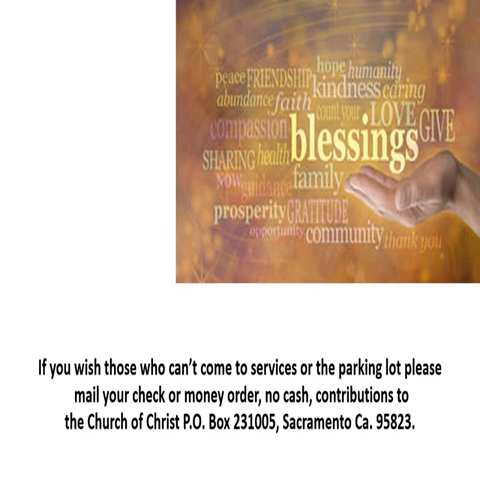 hope humanity
peace FRIENDSHIP kindness caring
abundance faith count your LOVE GIVE
compassion blessings
SHARING health
now guidance family
prosperity GRATITUDE
opportunity community thank you
If you wish those who can’t come to services or the parking lot please
mail your check or money order, no cash, contributions to
the Church of Christ P.O. Box 231005, Sacramento Ca. 95823.